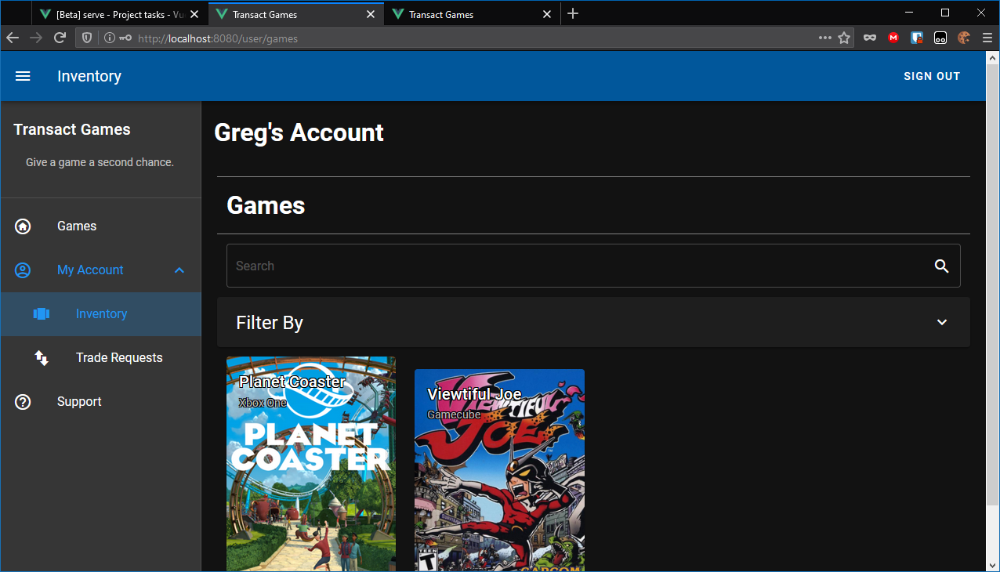 [Beta] serve - Project tasks - Vu
Transact Games
Transact Games
http://localhost:8080/user/games
Inventory
SIGN OUT
Transact Games
Give a game a second chance.
Games
My Account
Inventory
Trade Requests
Support
Greg's Account
Games
Search
Filter By
Planet Coaster
Xbox One
PLANET
COASTER
Viewtiful Joe
Gamecube
VIEWTIFUL
JOE
TEEN
T
CAPCOM